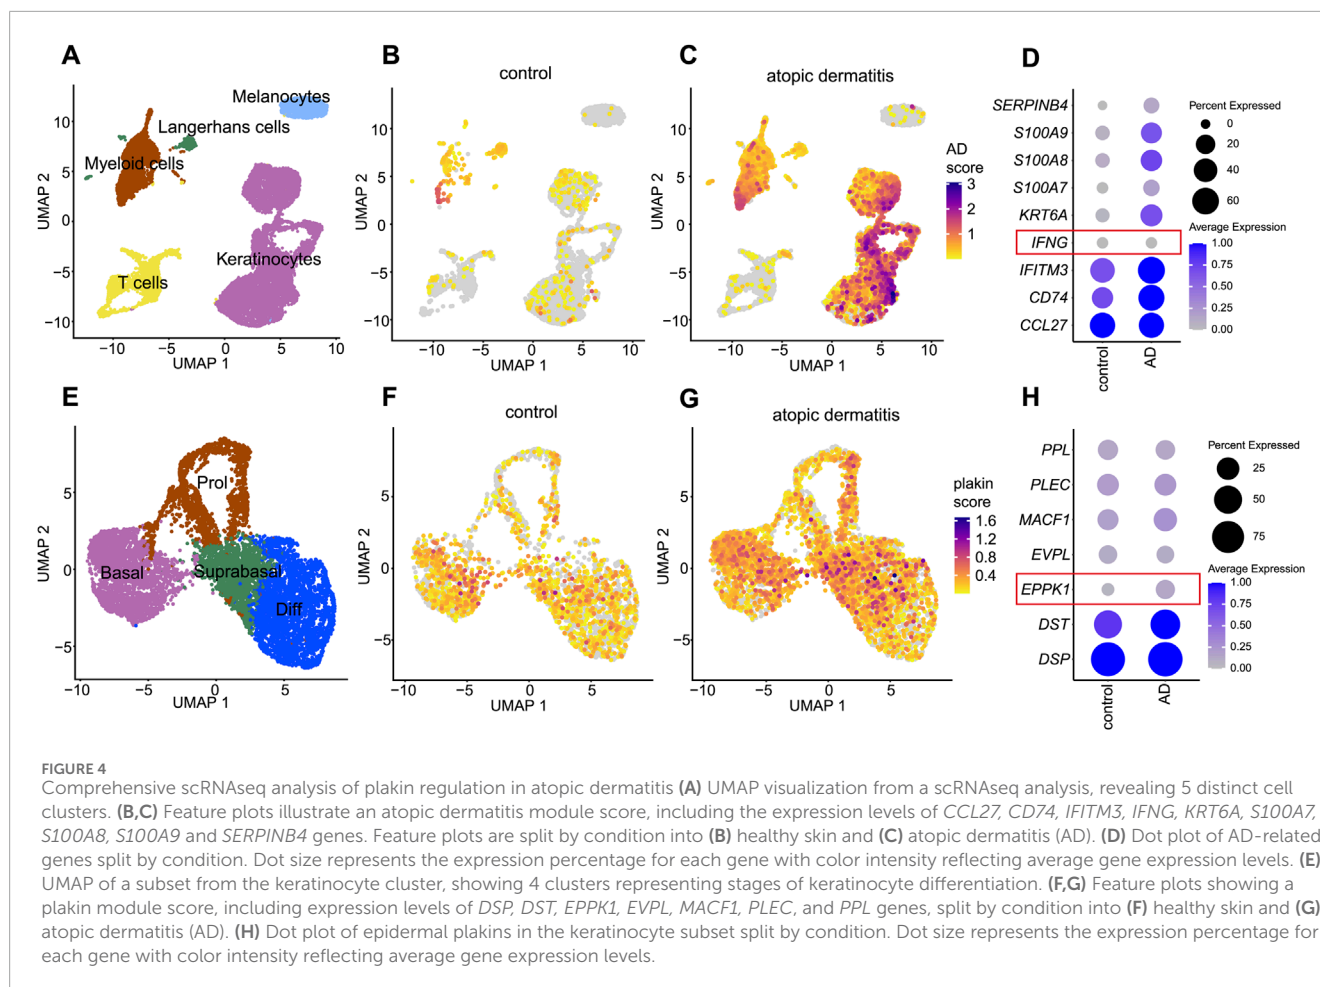 A
Melanocytes
Langerhans cells
Myeloid cells
Keratinocytes
T cells
10
5
0
−5
−10
UMAP 2
−10
−5
0
5
10
UMAP 1
B
control
10
5
0
−5
−10
UMAP 2
−10
−5
0
5
10
UMAP 1
C
atopic dermatitis
10
5
0
−5
−10
UMAP 2
−10
−5
0
5
10
UMAP 1
AD
score
3
2
1
D
SERPINB4
S100A9
S100A8
S100A7
KRT6A
IFNG
IFITM3
CD74
CCL27
control
AD
Percent Expressed
0
20
40
60
Average Expression
1.00
0.75
0.50
0.25
0.00
E
Prol
Basal
Suprabasal
Diff
5
0
−5
UMAP 2
−10
−5
0
5
UMAP 1
F
control
5
0
−5
UMAP 2
−10
−5
0
5
UMAP 1
G
atopic dermatitis
5
0
−5
UMAP 2
−10
−5
0
5
UMAP 1
plakin
score
1.6
1.2
0.8
0.4
H
PPL
PLEC
MACF1
EVPL
EPPK1
DST
DSP
control
AD
Percent Expressed
25
50
75
Average Expression
1.00
0.75
0.50
0.25
0.00
FIGURE 4
Comprehensive scRNAseq analysis of plakin regulation in atopic dermatitis (A) UMAP visualization from a scRNAseq analysis, revealing 5 distinct cell
clusters. (B,C) Feature plots illustrate an atopic dermatitis module score, including the expression levels of CCL27, CD74, IFITM3, IFNG, KRT6A, S100A7,
S100A8, S100A9 and SERPINB4 genes. Feature plots are split by condition into (B) healthy skin and (C) atopic dermatitis (AD). (D) Dot plot of AD-related
genes split by condition. Dot size represents the expression percentage for each gene with color intensity reflecting average gene expression levels. (E)
UMAP of a subset from the keratinocyte cluster, showing 4 clusters representing stages of keratinocyte differentiation. (F,G) Feature plots showing a
plakin module score, including expression levels of DSP, DST, EPPK1, EVPL, MACF1, PLEC, and PPL genes, split by condition into (F) healthy skin and (G)
atopic dermatitis (AD). (H) Dot plot of epidermal plakins in the keratinocyte subset split by condition. Dot size represents the expression percentage for
each gene with color intensity reflecting average gene expression levels.